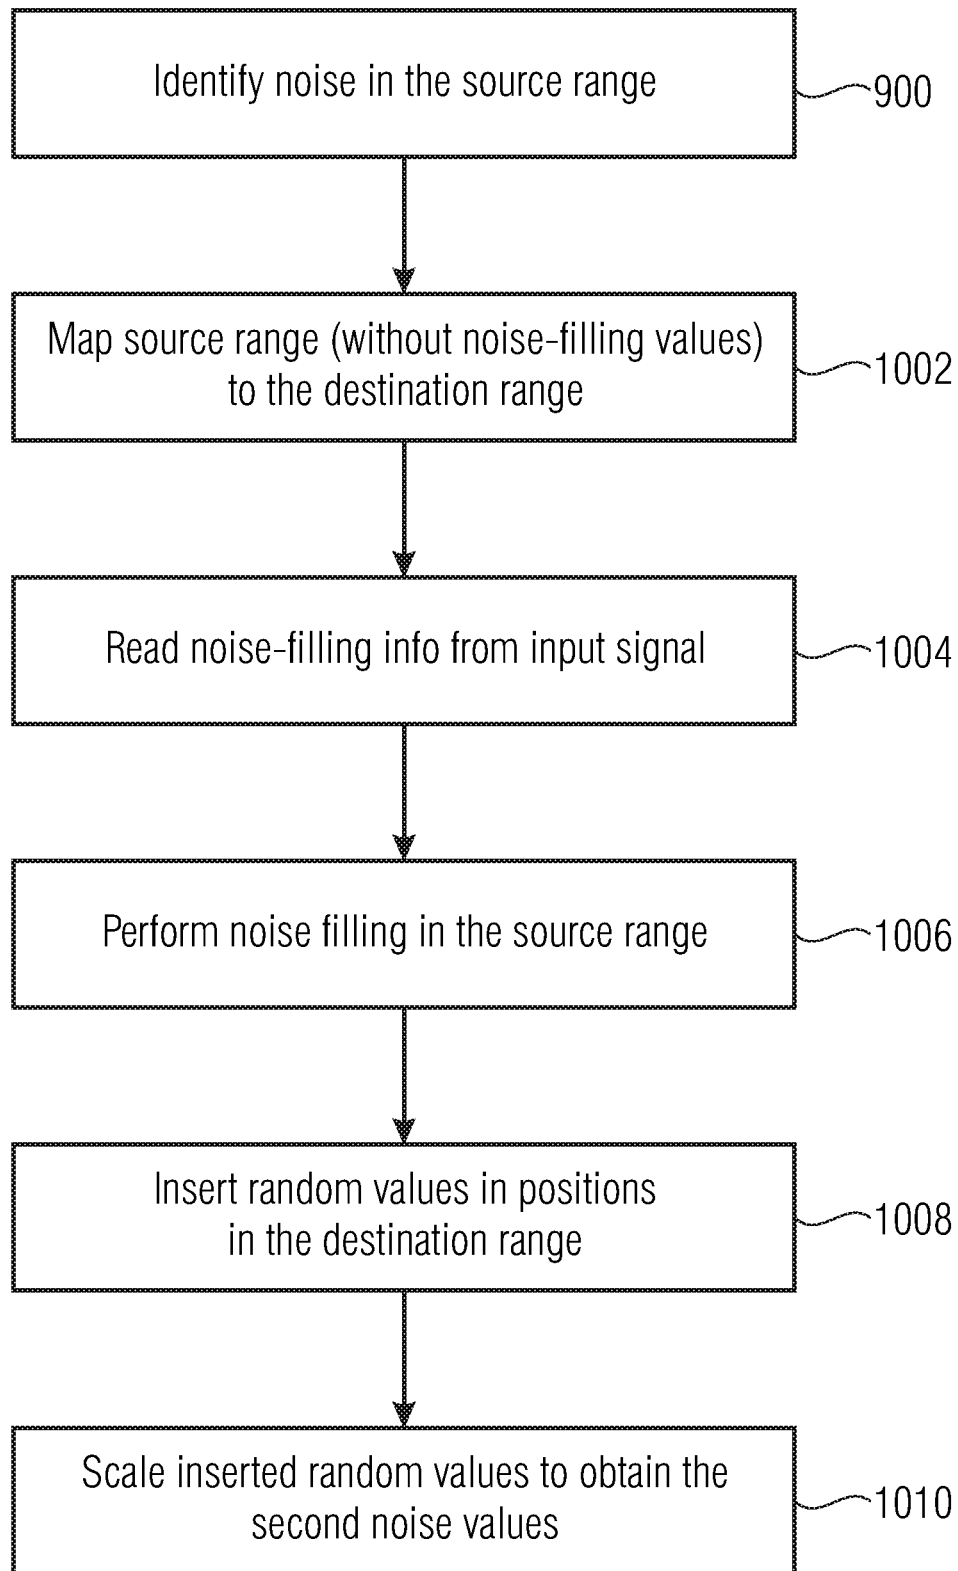 Identify noise in the source range
900
Map source range (without noise-filling values)
to the destination range
1002
Read noise-filling info from input signal
1004
Perform noise filling in the source range
1006
Insert random values in positions
in the destination range
1008
Scale inserted random values to obtain the
second noise values
1010